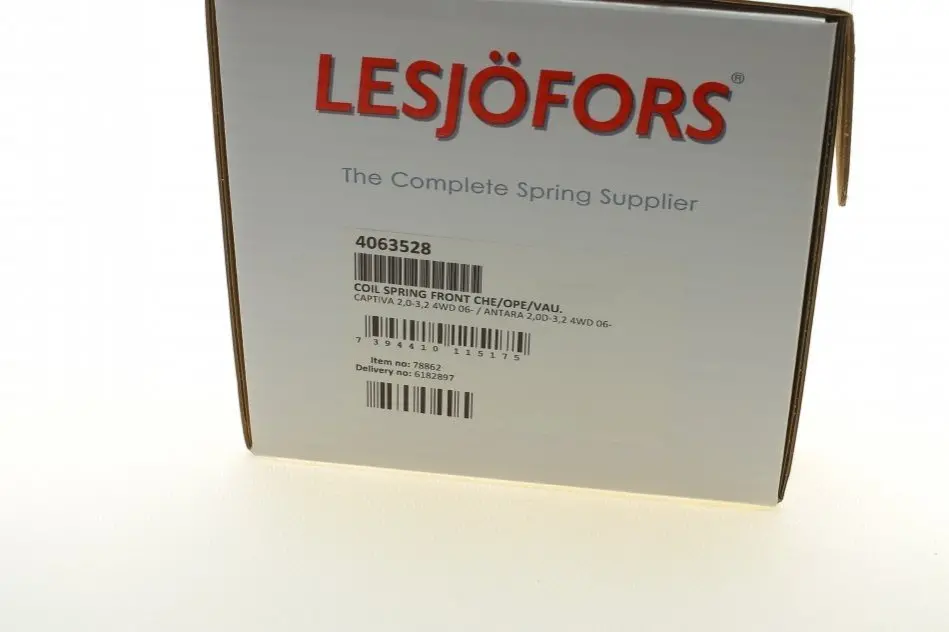 LESJÖFORS®
The Complete Spring Supplier
4063528
COIL SPRING FRONT CHE/OPE/VAU.
CAPTIVA 2,0-3,2 4WD 06- / ANTARA 2,0D-3,2 4WD 06-
7 394410 115175
Item no: 78862
Delivery no: 6182897